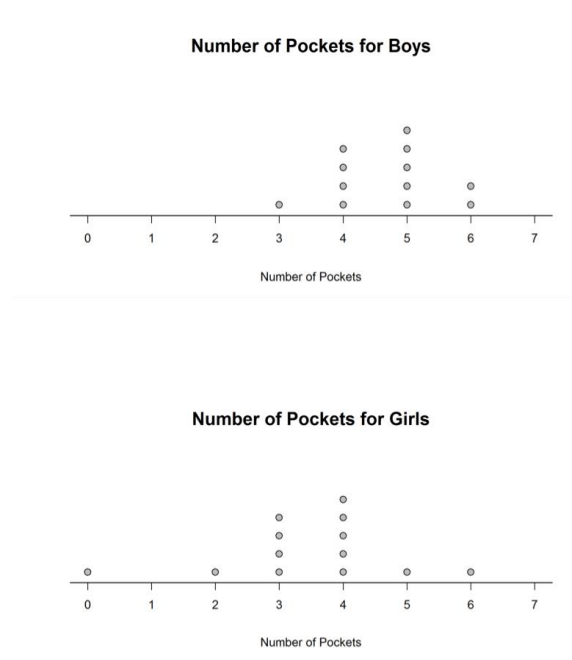 Number of Pockets for Boys
0 1 2 3 4 5 6 7
Number of Pockets
Number of Pockets for Girls
0 1 2 3 4 5 6 7
Number of Pockets